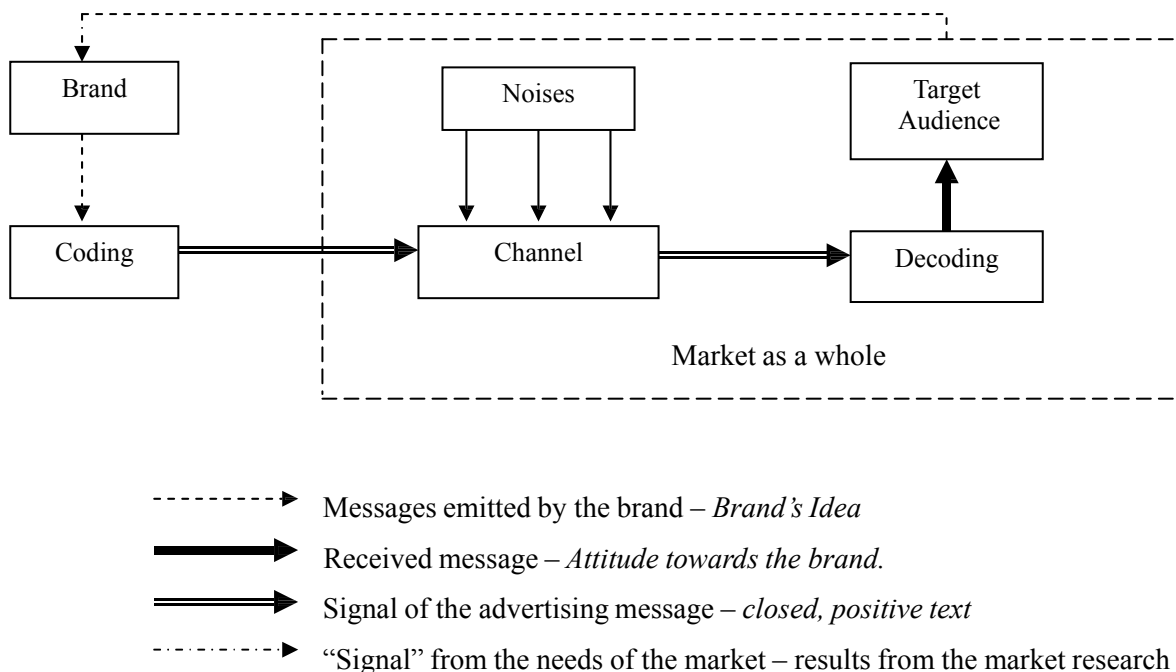 Brand
Noises
Target
Audience
Coding
Channel
Decoding
Market as a whole
Messages emitted by the brand – Brand’s Idea
Received message – Attitude towards the brand.
Signal of the advertising message – closed, positive text
“Signal” from the needs of the market – results from the market research